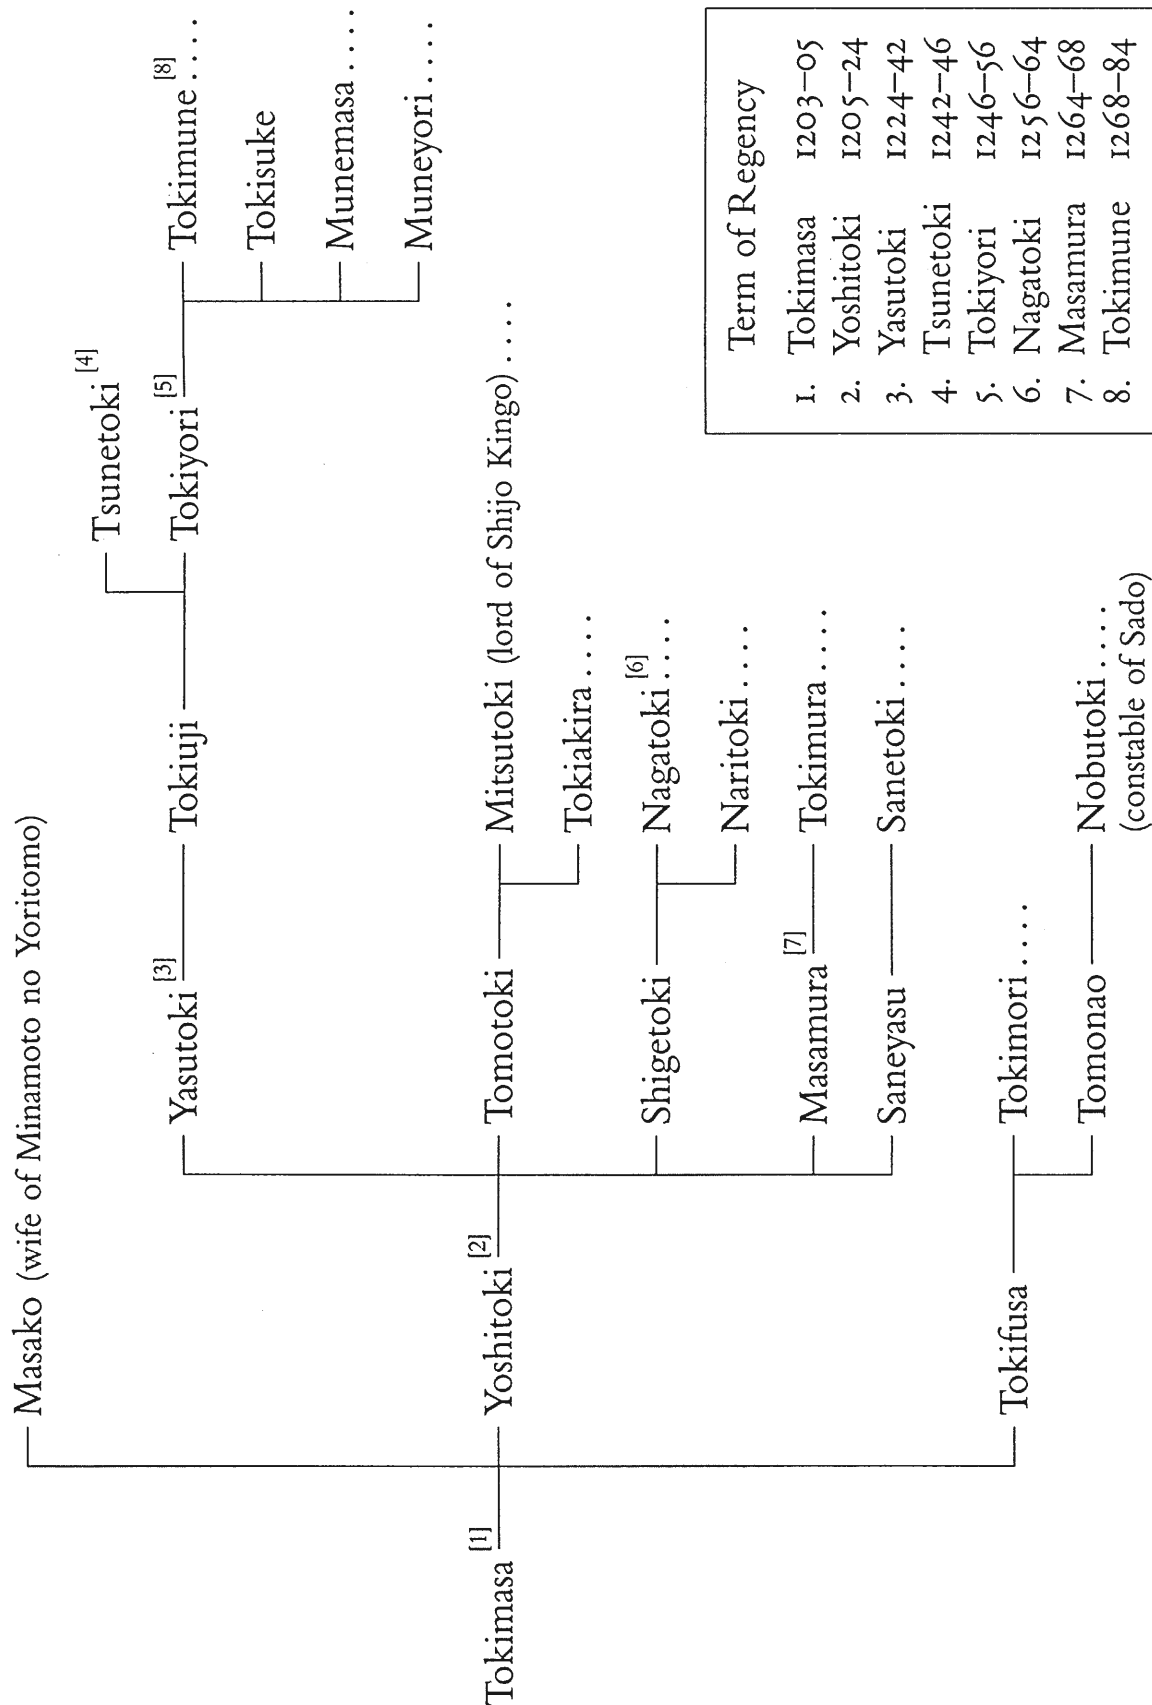 Masako (wife of Minamoto no Yoritomo)
Tsunetoki [4]
Yasutoki [3]
Tokiuji
Tokiyori [5]
Tokimune [8] ....
Tokisuke
Munemasa ....
Muneyori ....
Tokimasa [1]
Yoshitoki [2]
Tomotoki
Mitsutoki (lord of Shijo Kingo) ....
Tokiakira ....
Shigetoki
Nagatoki [6] ....
Naritoki ....
Masamura [7]
Tokimura ....
Saneyasu
Sanetoki ....
Tokifusa
Tokimori ....
Tomonao
Nobutoki ....
(constable of Sado)
Term of Regency
1. Tokimasa 1203–05
2. Yoshitoki 1205–24
3. Yasutoki 1224–42
4. Tsunetoki 1242–46
5. Tokiyori 1246–56
6. Nagatoki 1256–64
7. Masamura 1264–68
8. Tokimune 1268–84